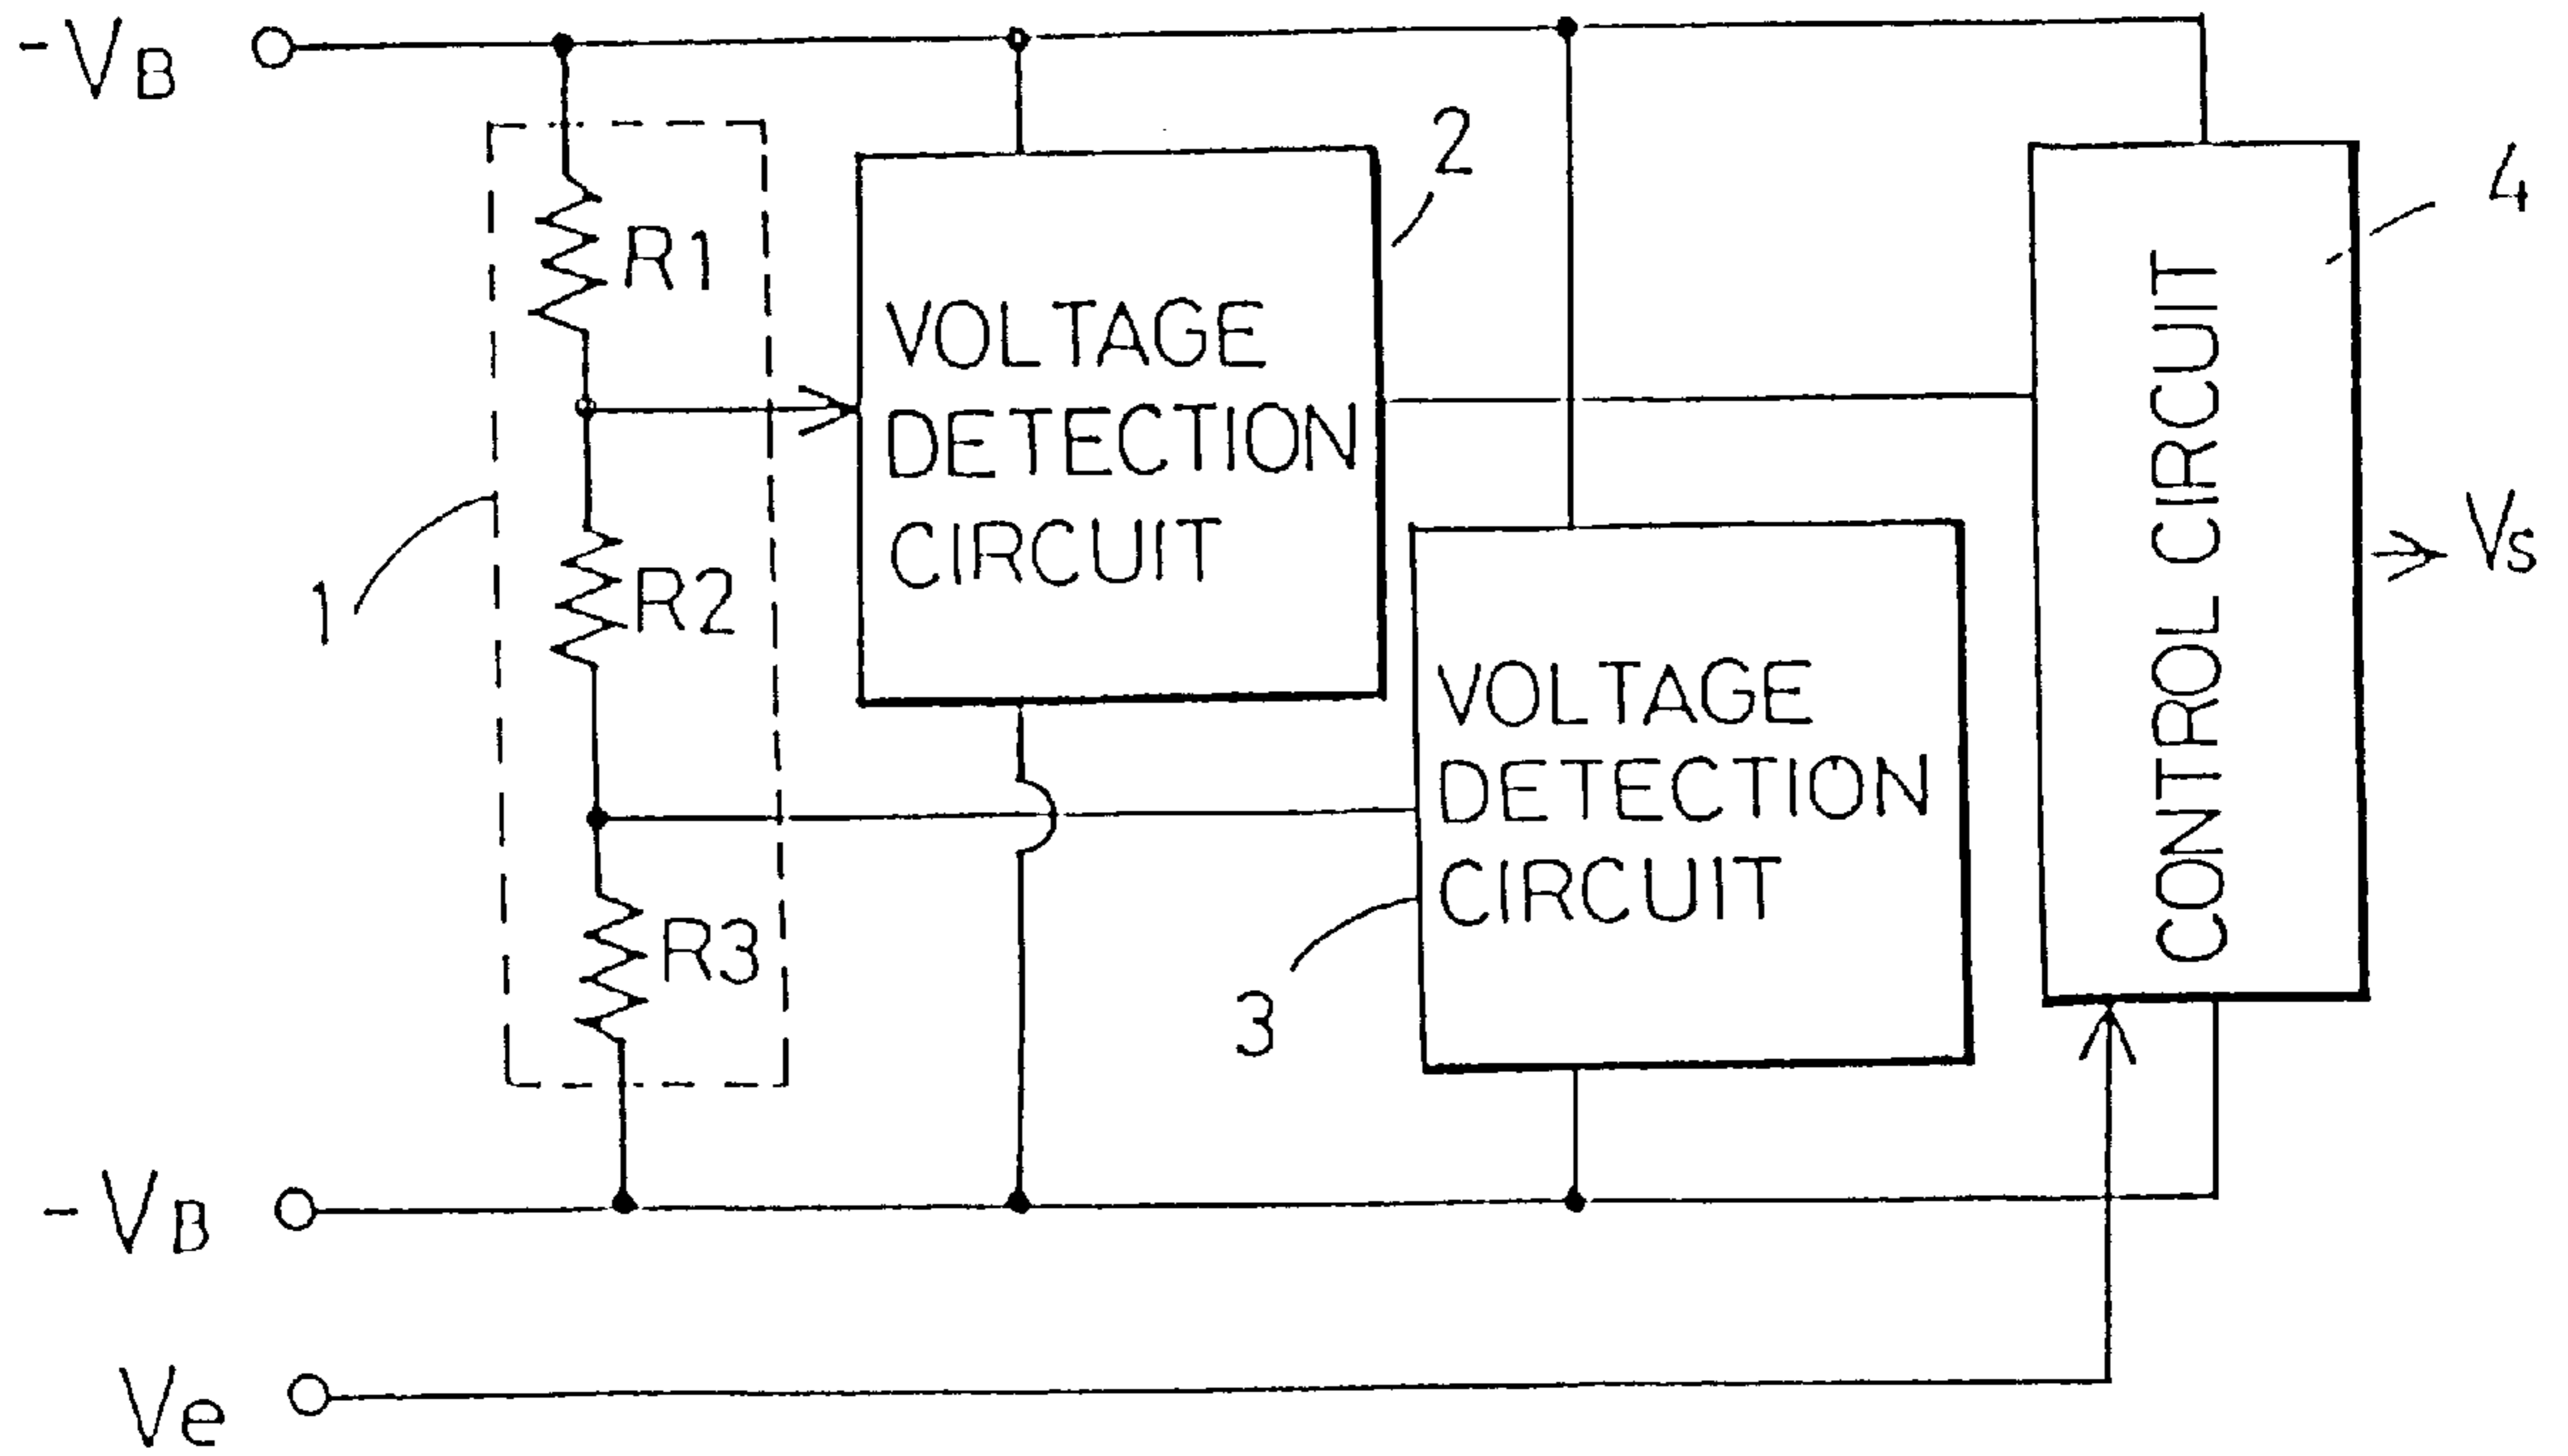 -VB
2
4
R1
VOLTAGE
DETECTION
CIRCUIT
CONTROL CIRCUIT
Vs
1
R2
VOLTAGE
DETECTION
CIRCUIT
R3
3
-VB
Ve